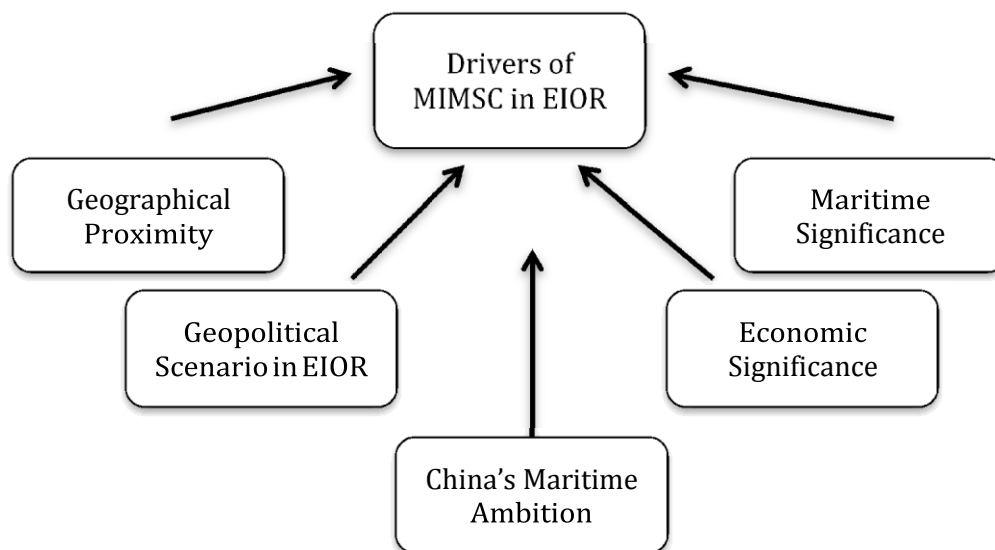 Drivers of
MIMSC in EIOR
Geographical
Proximity
Maritime
Significance
Geopolitical
Scenario in EIOR
Economic
Significance
China’s Maritime
Ambition